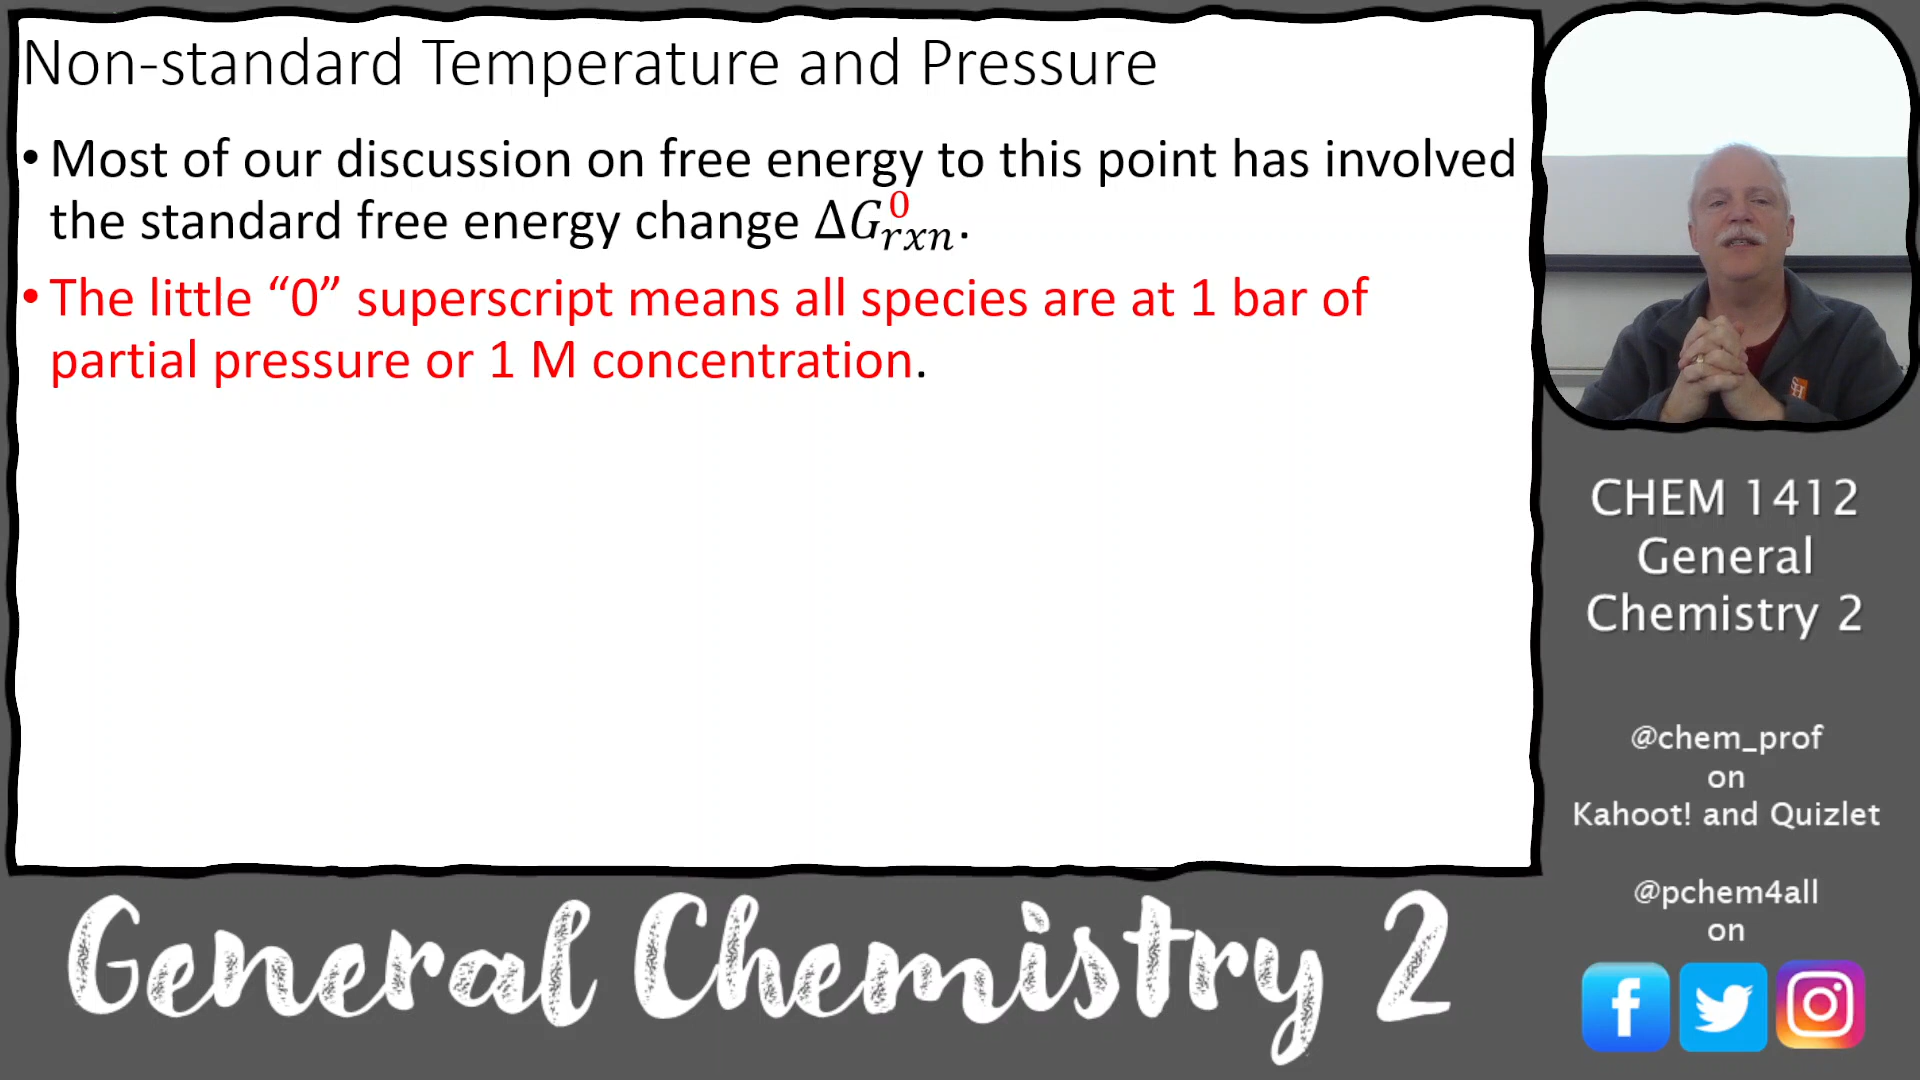 Non-standard Temperature and Pressure
• Most of our discussion on free energy to this point has involved
the standard free energy change ΔG⁰ᵣₓₙ.
• The little “0” superscript means all species are at 1 bar of
partial pressure or 1 M concentration.
CHEM 1412
General
Chemistry 2
@chem_prof
on
Kahoot! and Quizlet
@pchem4all
on
General Chemistry 2